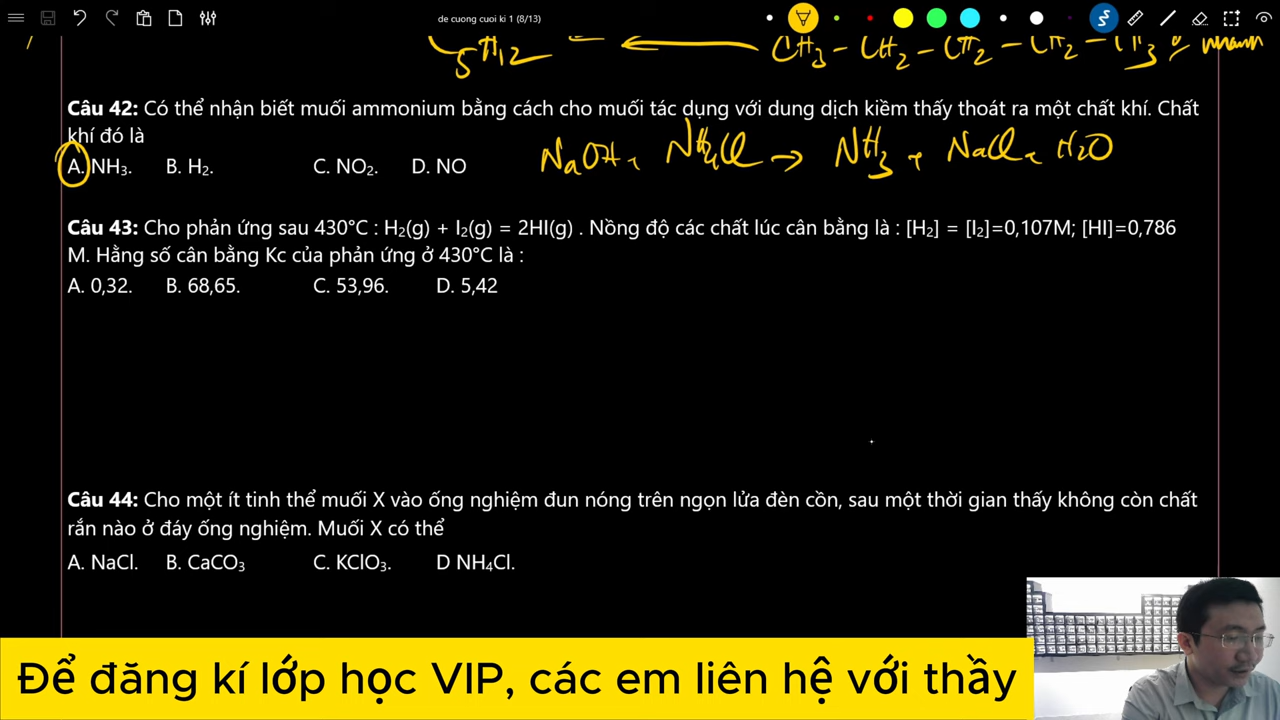 de cuong cuoi ki 1 (8/13)
5H12 ← CH3 – CH2 – CH2 – CH2 – CH3
Câu 42: Có thể nhận biết muối ammonium bằng cách cho muối tác dụng với dung dịch kiềm thấy thoát ra một chất khí. Chất
khí đó là
A. NH₃. B. H₂. C. NO₂. D. NO
NaOH + NH4Cl → NH3 + NaCl + H2O
Câu 43: Cho phản ứng sau 430°C : H₂(g) + I₂(g) = 2HI(g) . Nồng độ các chất lúc cân bằng là : [H₂] = [I₂]=0,107M; [HI]=0,786
M. Hằng số cân bằng Kc của phản ứng ở 430°C là :
A. 0,32. B. 68,65. C. 53,96. D. 5,42
Câu 44: Cho một ít tinh thể muối X vào ống nghiệm đun nóng trên ngọn lửa đèn cồn, sau một thời gian thấy không còn chất
rắn nào ở đáy ống nghiệm. Muối X có thể
A. NaCl. B. CaCO₃ C. KClO₃. D NH₄Cl.
Để đăng kí lớp học VIP, các em liên hệ với thầy